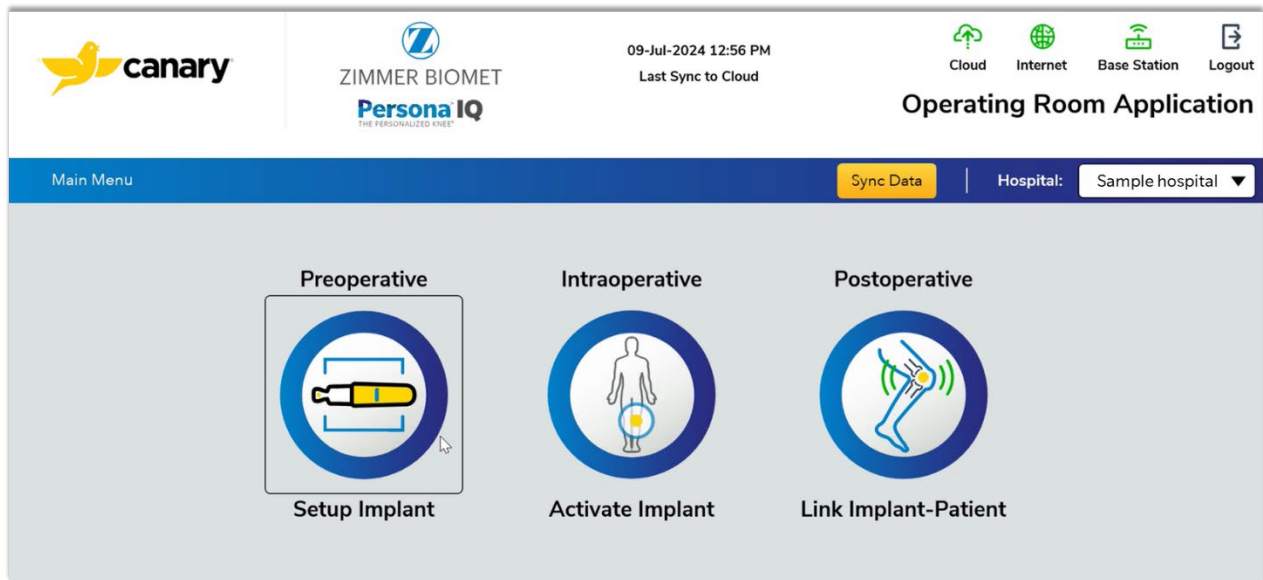 canary
ZIMMER BIOMET
Persona IQ
THE PERSONALIZED KNEE®
09-Jul-2024 12:56 PM
Last Sync to Cloud
Cloud
Internet
Base Station
Logout
Operating Room Application
Main Menu
Sync Data
Hospital:
Sample hospital
Preoperative
Intraoperative
Postoperative
Setup Implant
Activate Implant
Link Implant-Patient